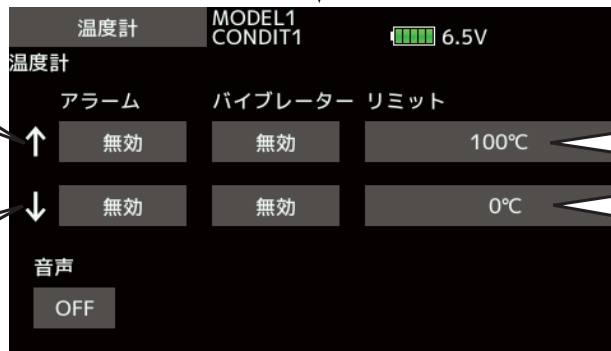 温度計 MODEL1
CONDIT1 6.5V
温度計
アラーム バイブレーター リミット
↑ 無効 無効 100℃
↓ 無効 無効 0℃
音声
OFF